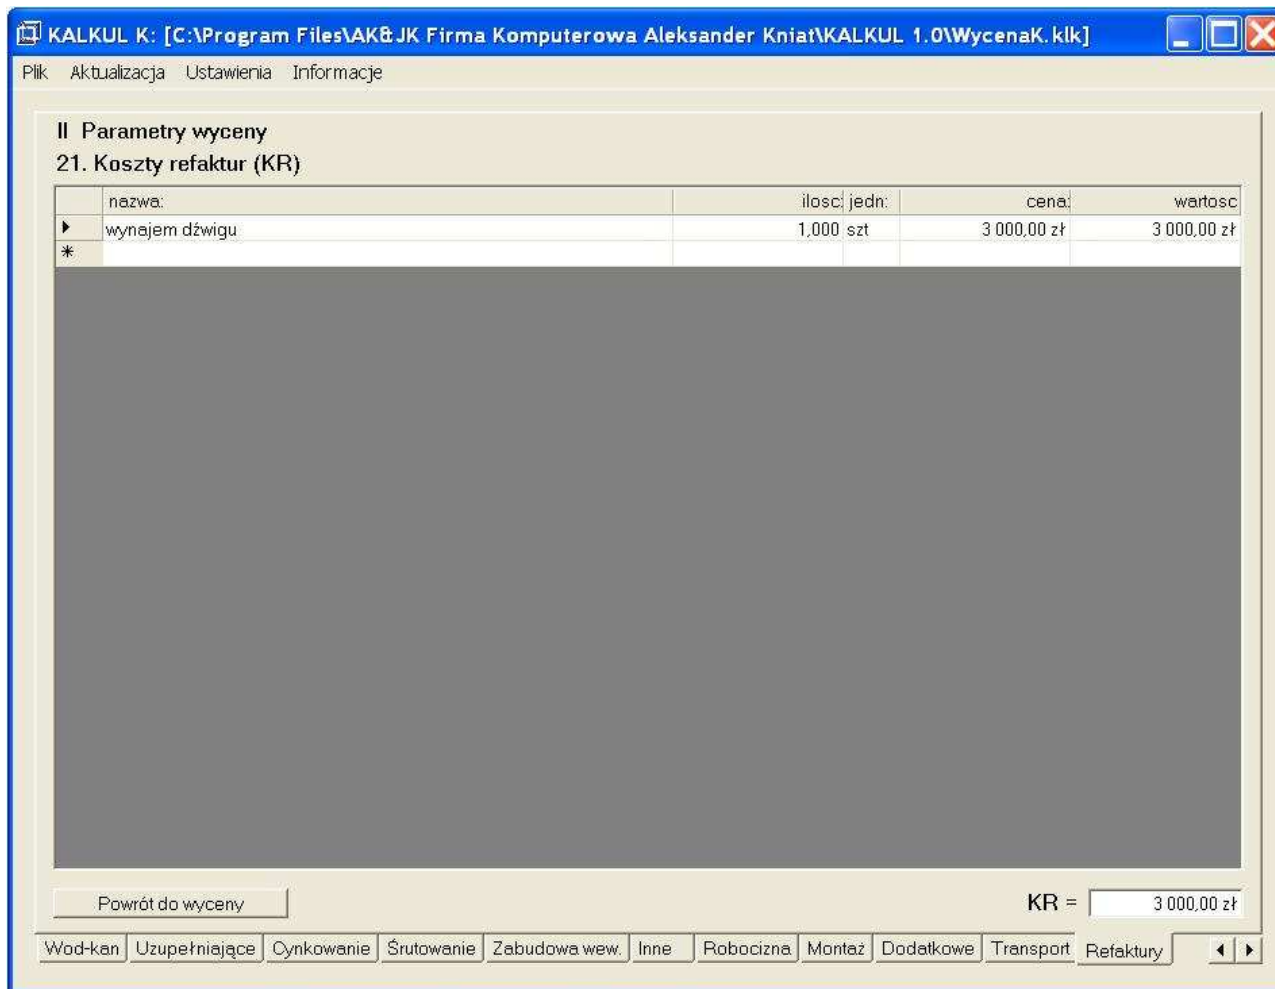 KALKUL K: [C:\Program Files\AK&JK Firma Komputerowa Aleksander Kniat\KALKUL 1.0\WycenaK.klk]
Plik Aktualizacja Ustawienia Informacje
II Parametry wyceny
21. Koszty refaktur (KR)
nazwa: ilosc: jedn: cena: wartosc
wynajem dźwigu 1,000 szt 3 000,00 zł 3 000,00 zł
Powrót do wyceny KR = 3 000,00 zł
Wod-kan Uzupełniające Cynkowanie Śrutowanie Zabudowa wew. Inne Robocizna Montaż Dodatkowe Transport Refaktury